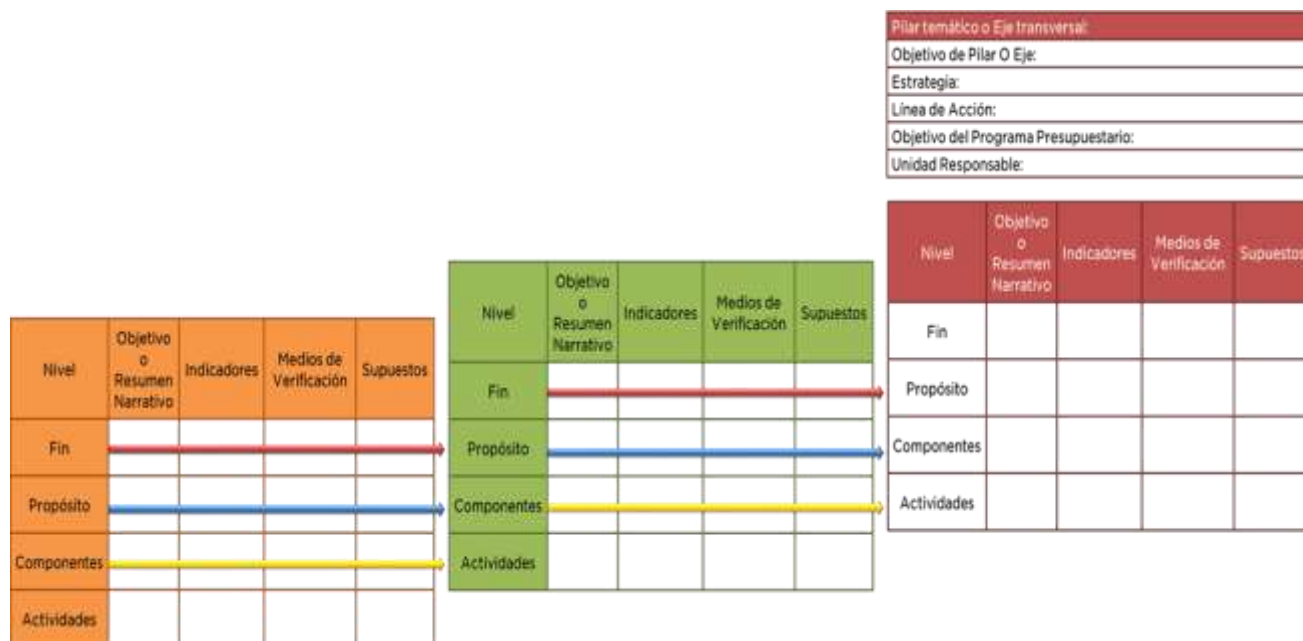 Pilar temático o Eje transversal:
Objetivo de Pilar O Eje:
Estrategia:
Línea de Acción:
Objetivo del Programa Presupuestario:
Unidad Responsable:
Nivel
Objetivo
o
Resumen
Narrativo
Indicadores
Medios de
Verificación
Supuestos
Fin
Propósito
Componentes
Actividades
Nivel
Objetivo
o
Resumen
Narrativo
Indicadores
Medios de
Verificación
Supuestos
Fin
Propósito
Componentes
Actividades
Nivel
Objetivo
o
Resumen
Narrativo
Indicadores
Medios de
Verificación
Supuestos
Fin
Propósito
Componentes
Actividades